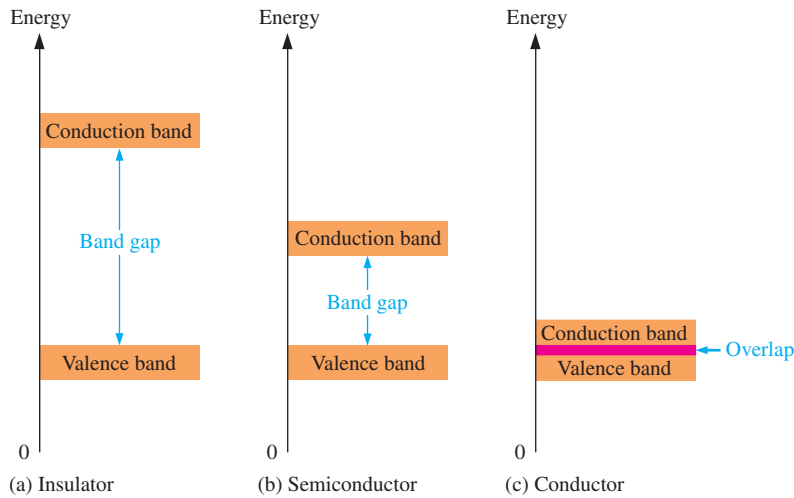 Energy
Conduction band
Band gap
Valence band
0
(a) Insulator
Energy
Conduction band
Band gap
Valence band
0
(b) Semiconductor
Energy
Conduction band
Overlap
Valence band
0
(c) Conductor